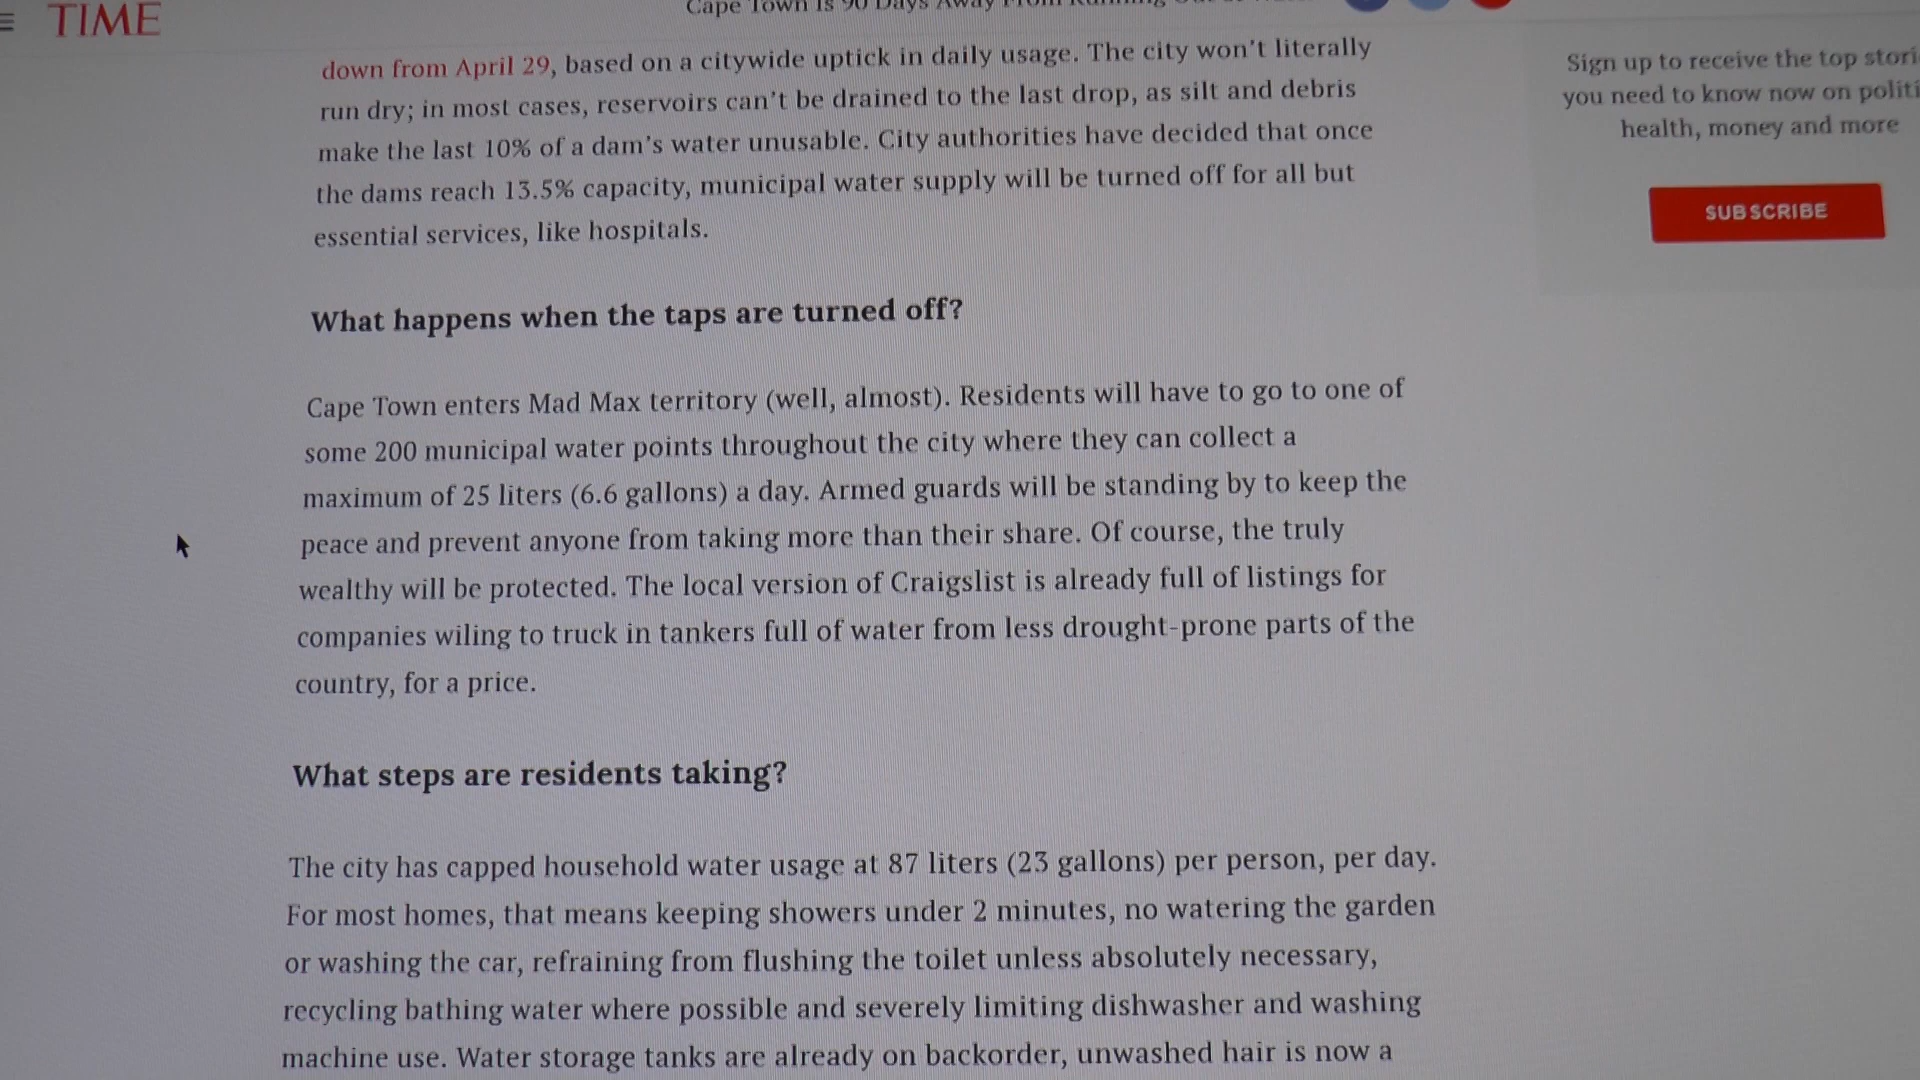 TIME
Cape Town Is 90 Days Away From Running Out
down from April 29, based on a citywide uptick in daily usage. The city won't literally
run dry; in most cases, reservoirs can't be drained to the last drop, as silt and debris
make the last 10% of a dam's water unusable. City authorities have decided that once
the dams reach 13.5% capacity, municipal water supply will be turned off for all but
essential services, like hospitals.
What happens when the taps are turned off?
Cape Town enters Mad Max territory (well, almost). Residents will have to go to one of
some 200 municipal water points throughout the city where they can collect a
maximum of 25 liters (6.6 gallons) a day. Armed guards will be standing by to keep the
peace and prevent anyone from taking more than their share. Of course, the truly
wealthy will be protected. The local version of Craigslist is already full of listings for
companies wiling to truck in tankers full of water from less drought-prone parts of the
country, for a price.
What steps are residents taking?
The city has capped household water usage at 87 liters (23 gallons) per person, per day.
For most homes, that means keeping showers under 2 minutes, no watering the garden
or washing the car, refraining from flushing the toilet unless absolutely necessary,
recycling bathing water where possible and severely limiting dishwasher and washing
machine use. Water storage tanks are already on backorder, unwashed hair is now a
Sign up to receive the top stori
you need to know now on politi
health, money and more
SUBSCRIBE